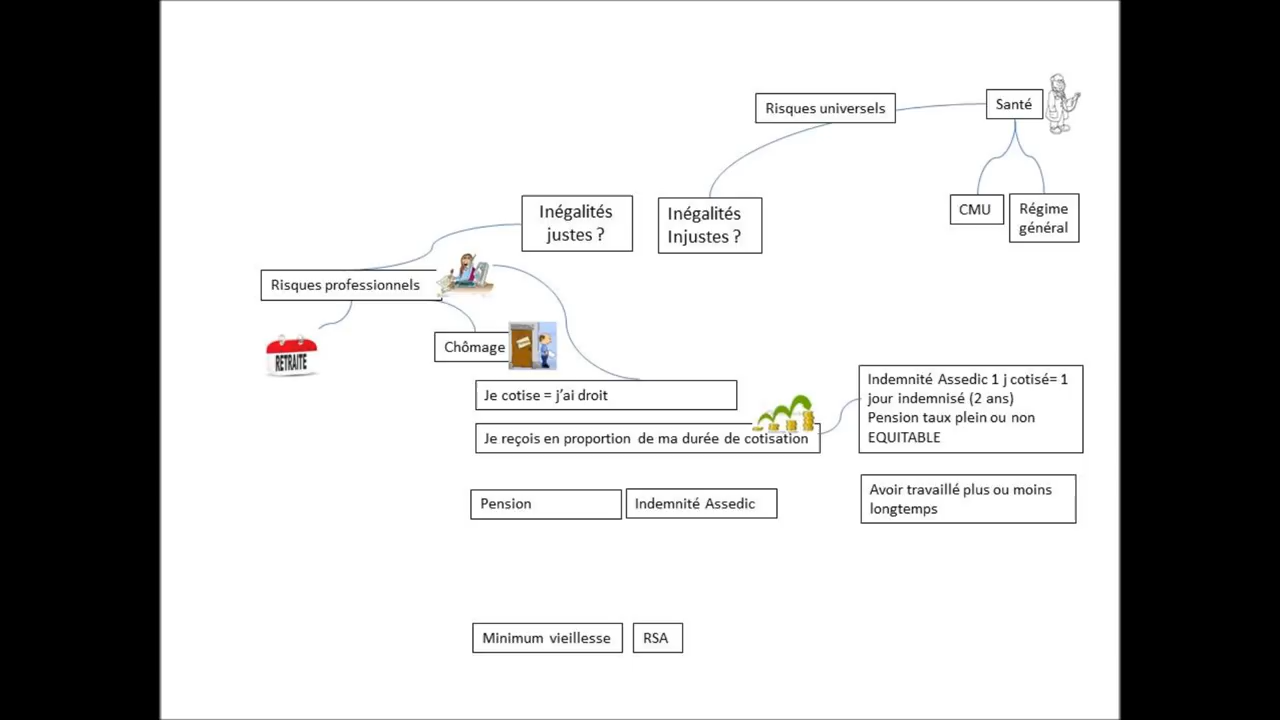 Risques universels
Santé
CMU
Régime
général
Inégalités
justes ?
Inégalités
Injustes ?
Risques professionnels
RETRAITE
Chômage
Je cotise = j’ai droit
Je reçois en proportion de ma durée de cotisation
Indemnité Assedic 1 j cotisé= 1
jour indemnisé (2 ans)
Pension taux plein ou non
EQUITABLE
Pension
Indemnité Assedic
Avoir travaillé plus ou moins
longtemps
Minimum vieillesse
RSA